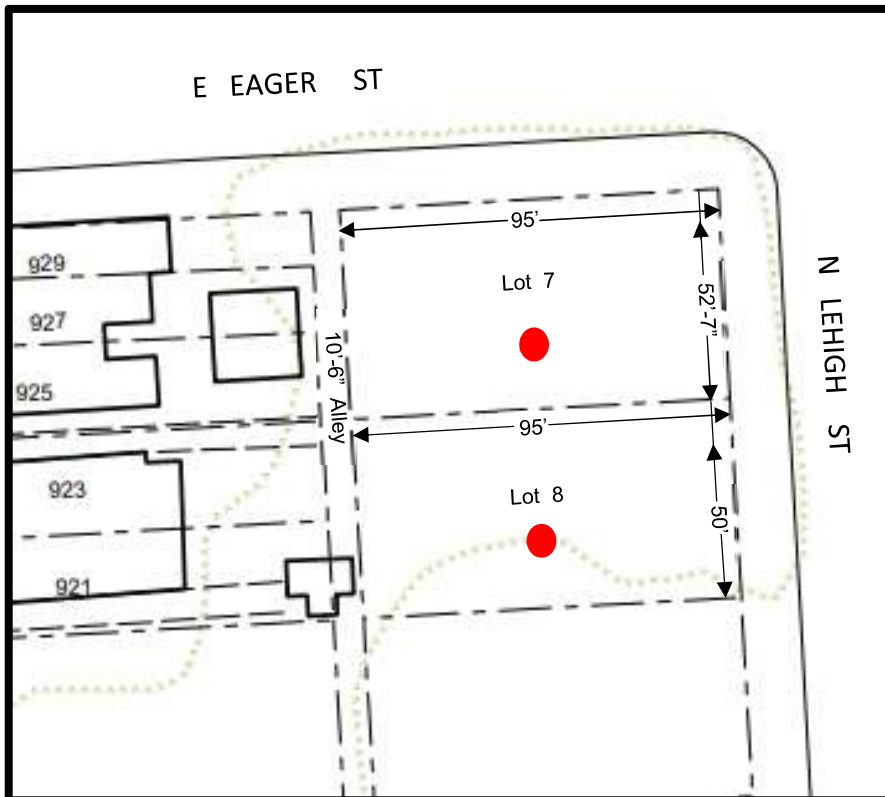 E EAGER ST
95'
929
Lot 7
N LEHIGH ST
52'-7"
927
10'-6" Alley
925
95'
923
Lot 8
50'
921